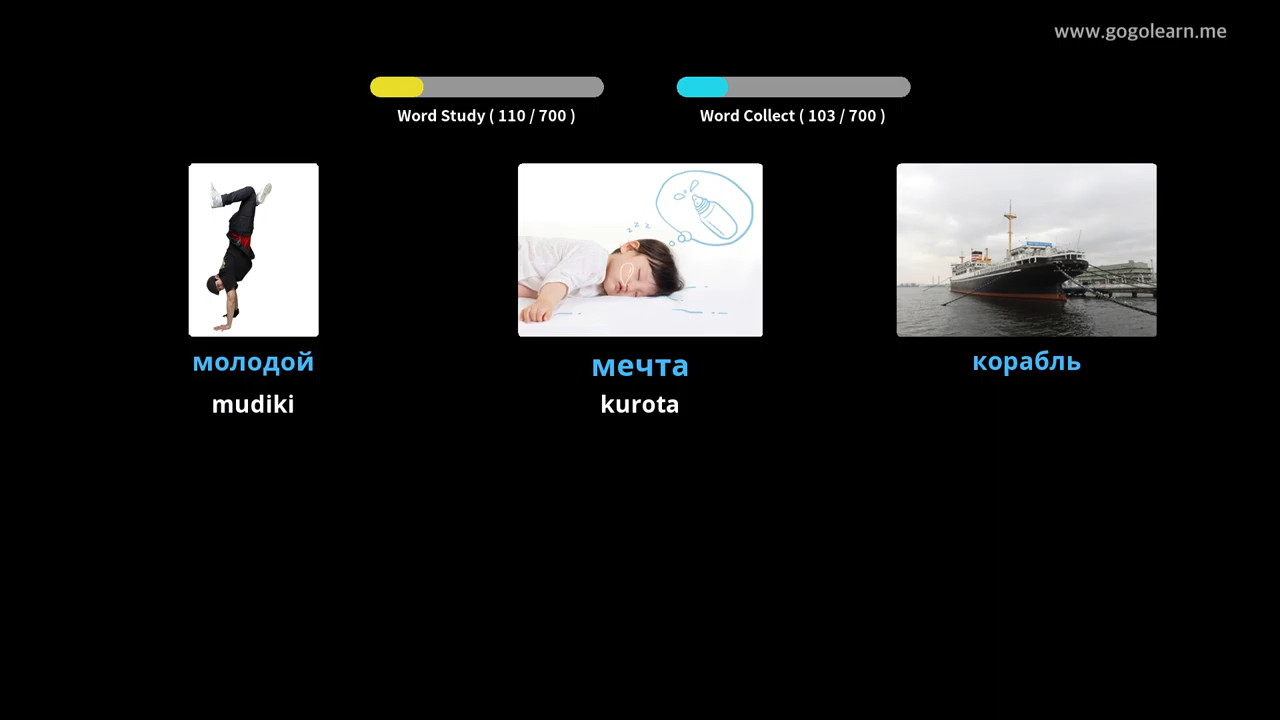 www.gogolearn.me
Word Study ( 110 / 700 )
Word Collect ( 103 / 700 )
молодой
мечта
корабль
mudiki
kurota